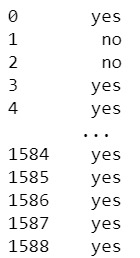 0 yes
1 no
2 no
3 yes
4 yes
...
1584 yes
1585 yes
1586 yes
1587 yes
1588 yes